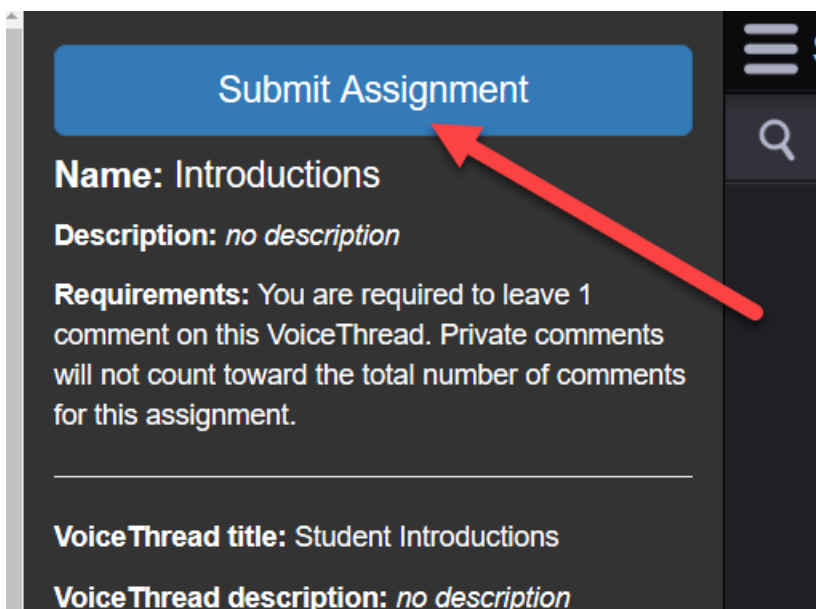 Submit Assignment
Name: Introductions
Description: no description
Requirements: You are required to leave 1
comment on this VoiceThread. Private comments
will not count toward the total number of comments
for this assignment.
VoiceThread title: Student Introductions
VoiceThread description: no description